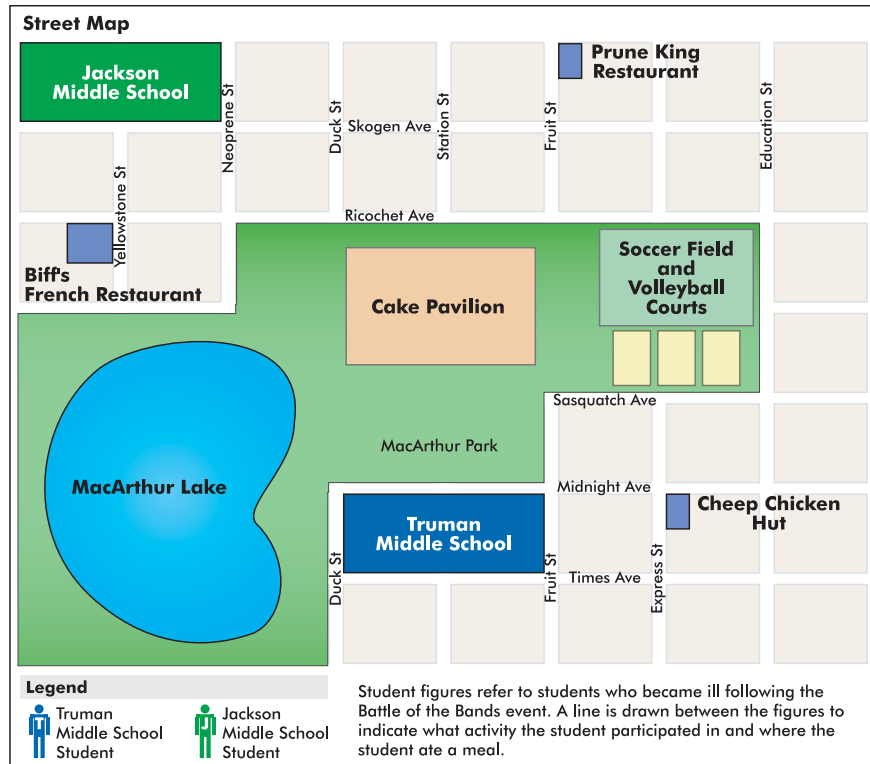 Street Map
Jackson
Middle School
Prune King
Restaurant
Neoprene St
Duck St
Skogen Ave
Station St
Fruit St
Education St
Yellowstone St
Ricochet Ave
Biff's
French Restaurant
Cake Pavilion
Soccer Field
and
Volleyball
Courts
Sasquatch Ave
MacArthur Park
MacArthur Lake
Midnight Ave
Truman
Middle School
Cheep Chicken
Hut
Duck St
Fruit St
Times Ave
Express St
Legend
T
Truman
Middle School
Student
J
Jackson
Middle School
Student
Student figures refer to students who became ill following the
Battle of the Bands event. A line is drawn between the figures to
indicate what activity the student participated in and where the
student ate a meal.